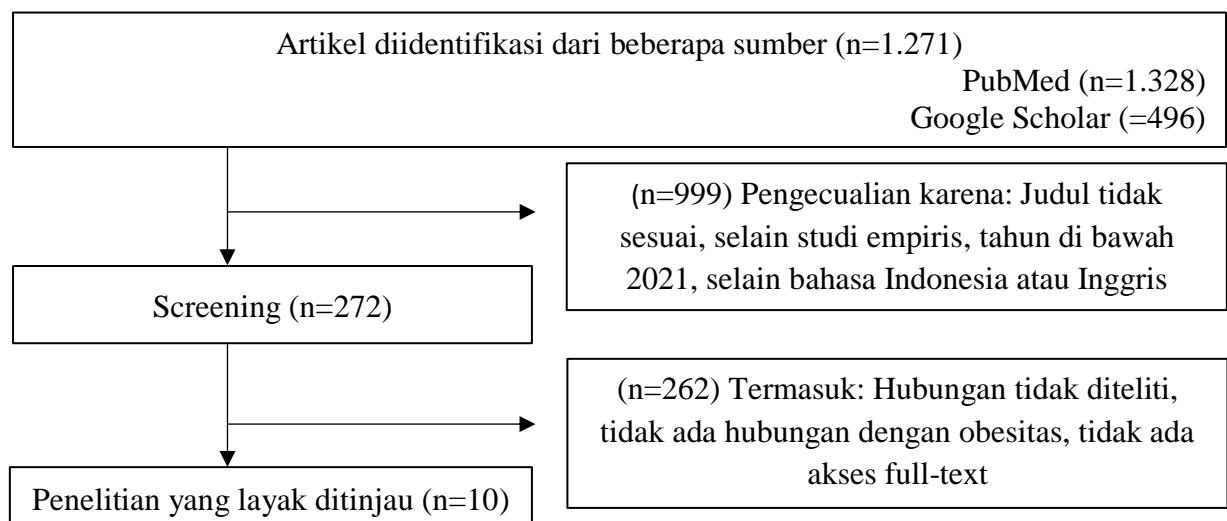 Artikel diidentifikasi dari beberapa sumber (n=1.271)
PubMed (n=1.328)
Google Scholar (=496)
(n=999) Pengecualian karena: Judul tidak
sesuai, selain studi empiris, tahun di bawah
2021, selain bahasa Indonesia atau Inggris
Screening (n=272)
(n=262) Termasuk: Hubungan tidak diteliti,
tidak ada hubungan dengan obesitas, tidak ada
akses full-text
Penelitian yang layak ditinjau (n=10)